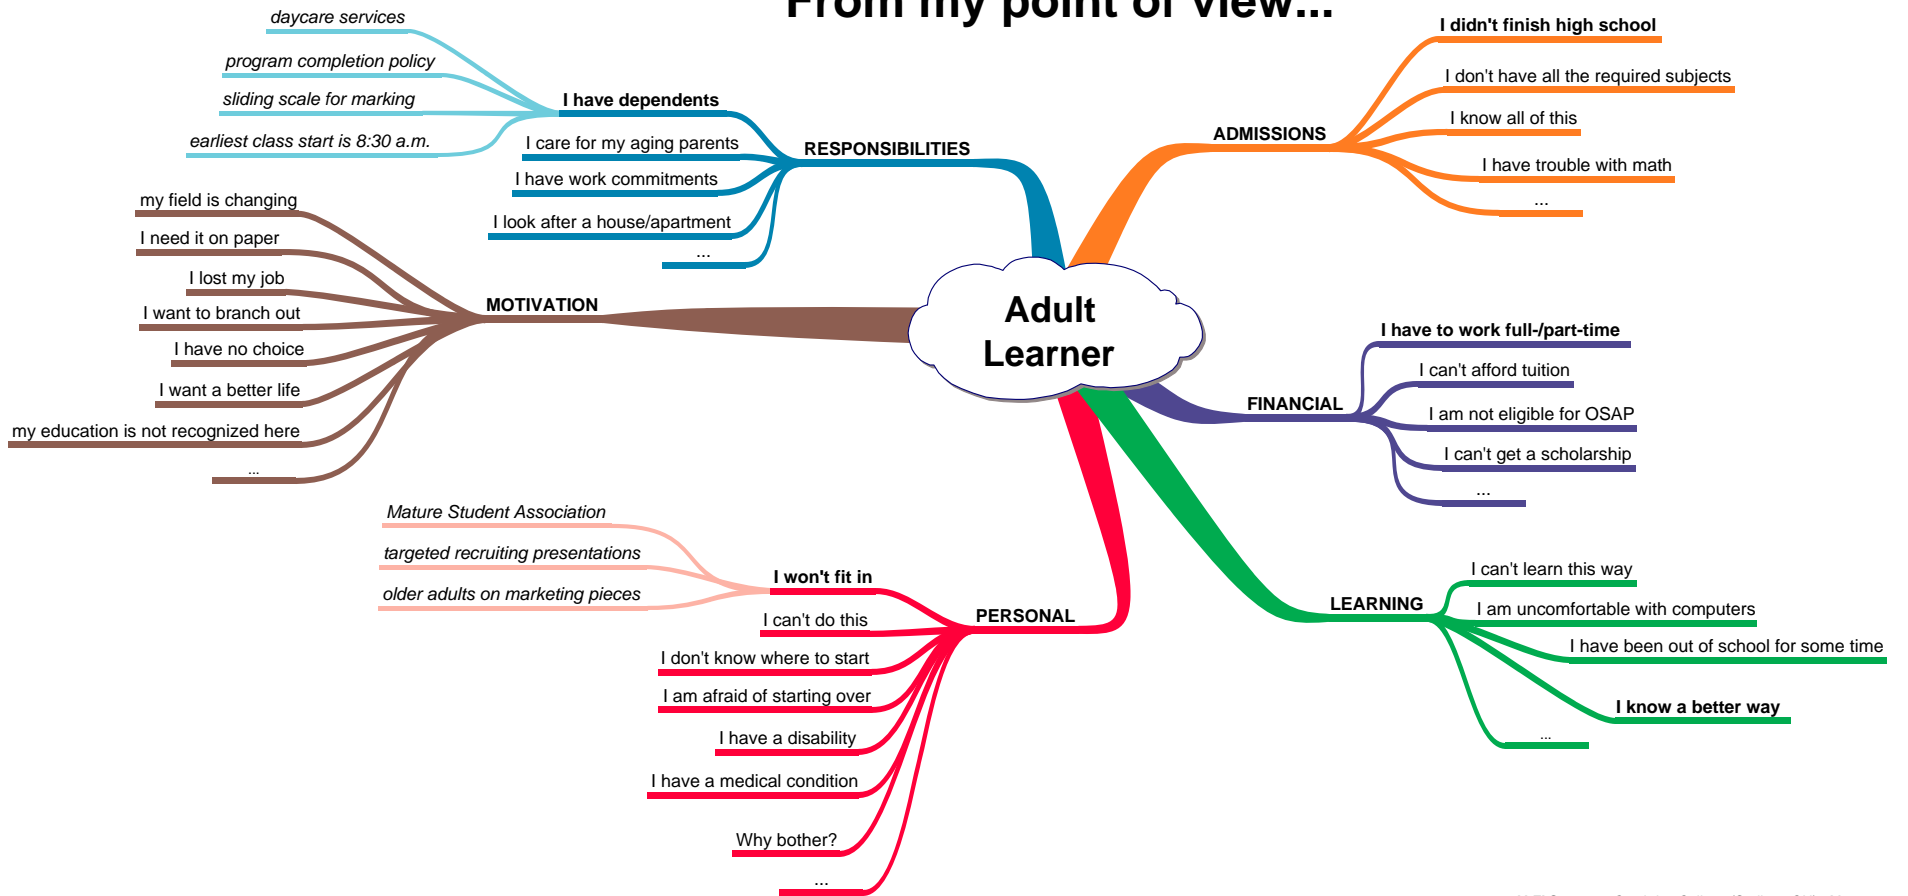 From my point of view...
Adult
Learner
ADMISSIONS
I didn't finish high school
I don't have all the required subjects
I know all of this
I have trouble with math
...
FINANCIAL
I have to work full-/part-time
I can't afford tuition
I am not eligible for OSAP
I can't get a scholarship
...
LEARNING
I can't learn this way
I am uncomfortable with computers
I have been out of school for some time
I know a better way
...
PERSONAL
I won't fit in
Mature Student Association
targeted recruiting presentations
older adults on marketing pieces
I can't do this
I don't know where to start
I am afraid of starting over
I have a disability
I have a medical condition
Why bother?
...
MOTIVATION
my field is changing
I need it on paper
I lost my job
I want to branch out
I have no choice
I want a better life
my education is not recognized here
...
RESPONSIBILITIES
I have dependents
daycare services
program completion policy
sliding scale for marking
earliest class start is 8:30 a.m.
I care for my aging parents
I have work commitments
I look after a house/apartment
...